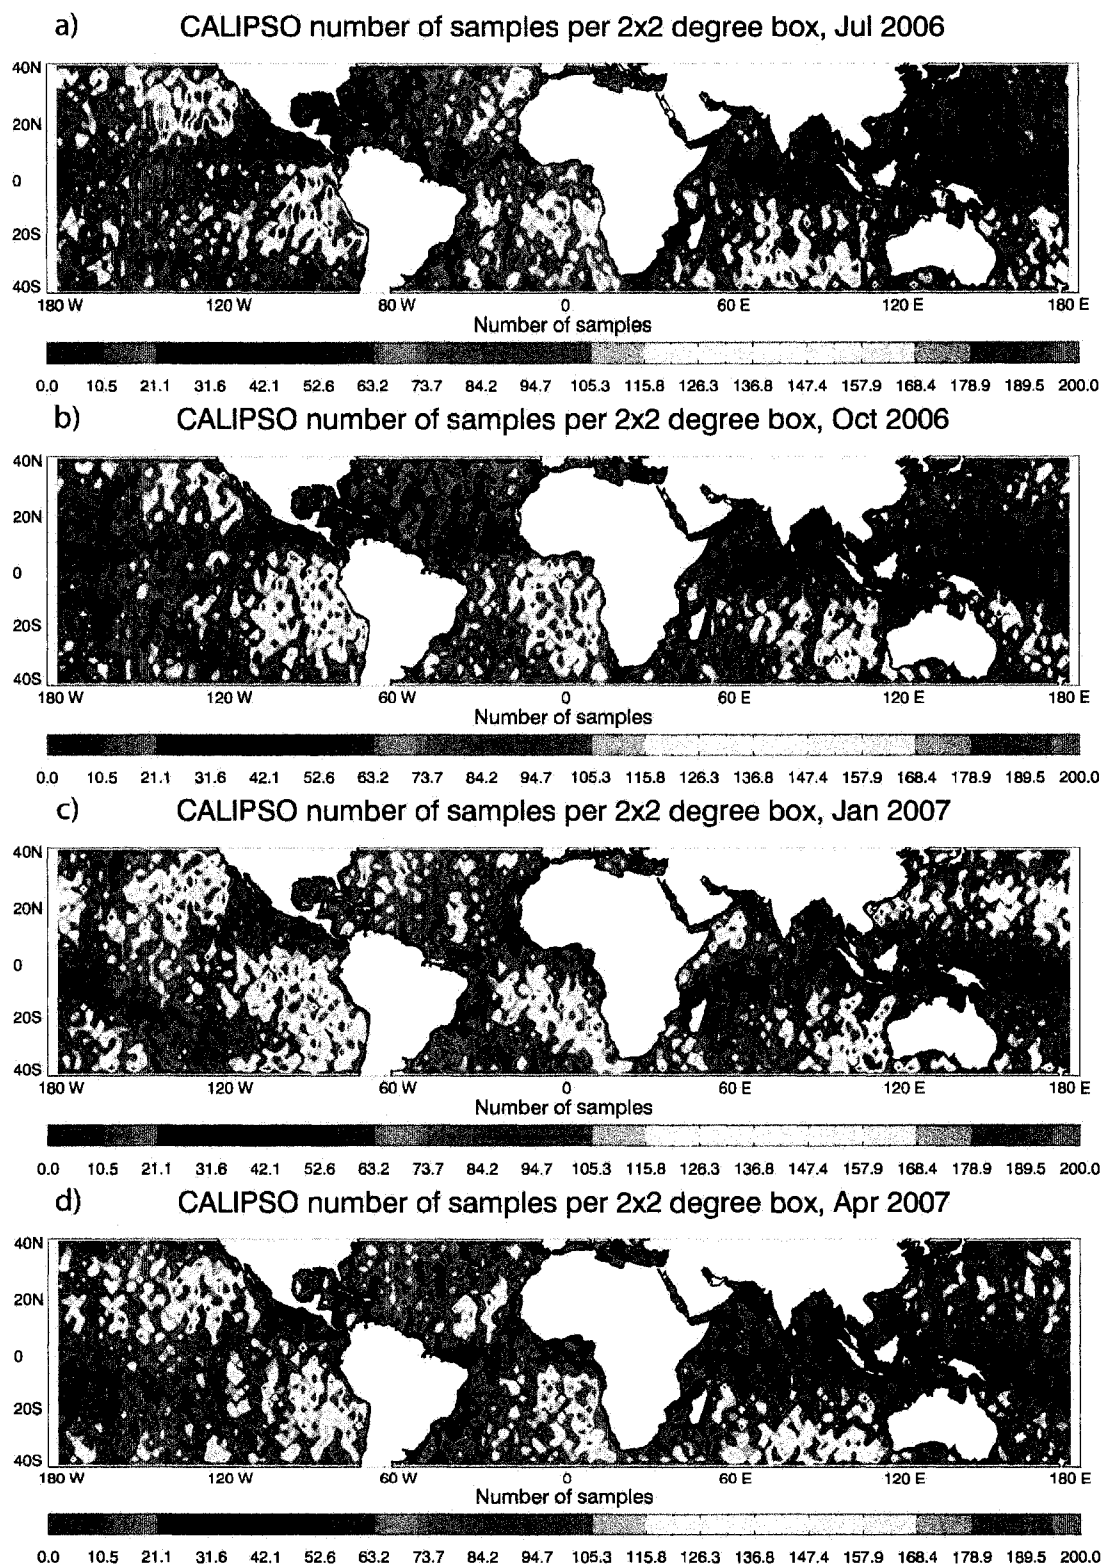 a) CALIPSO number of samples per 2x2 degree box, Jul 2006
40N
20N
0
20S
40S
180 W 120 W 80 W 0 60 E 120 E 180 E
Number of samples
0.0 10.5 21.1 31.6 42.1 52.6 63.2 73.7 84.2 94.7 105.3 115.8 126.3 136.8 147.4 157.9 168.4 178.9 189.5 200.0
b) CALIPSO number of samples per 2x2 degree box, Oct 2006
40N
20N
0
20S
40S
180 W 120 W 60 W 0 60 E 120 E 180 E
Number of samples
0.0 10.5 21.1 31.6 42.1 52.6 63.2 73.7 84.2 94.7 105.3 115.8 126.3 136.8 147.4 157.9 168.4 178.9 189.5 200.0
c) CALIPSO number of samples per 2x2 degree box, Jan 2007
40N
20N
0
20S
40S
180 W 120 W 60 W 0 60 E 120 E 180 E
Number of samples
0.0 10.5 21.1 31.6 42.1 52.6 63.2 73.7 84.2 94.7 105.3 115.8 126.3 136.8 147.4 157.9 168.4 178.9 189.5 200.0
d) CALIPSO number of samples per 2x2 degree box, Apr 2007
40N
20N
0
20S
40S
180 W 120 W 60 W 0 60 E 120 E 180 E
Number of samples
0.0 10.5 21.1 31.6 42.1 52.6 63.2 73.7 84.2 94.7 105.3 115.8 126.3 136.8 147.4 157.9 168.4 178.9 189.5 200.0